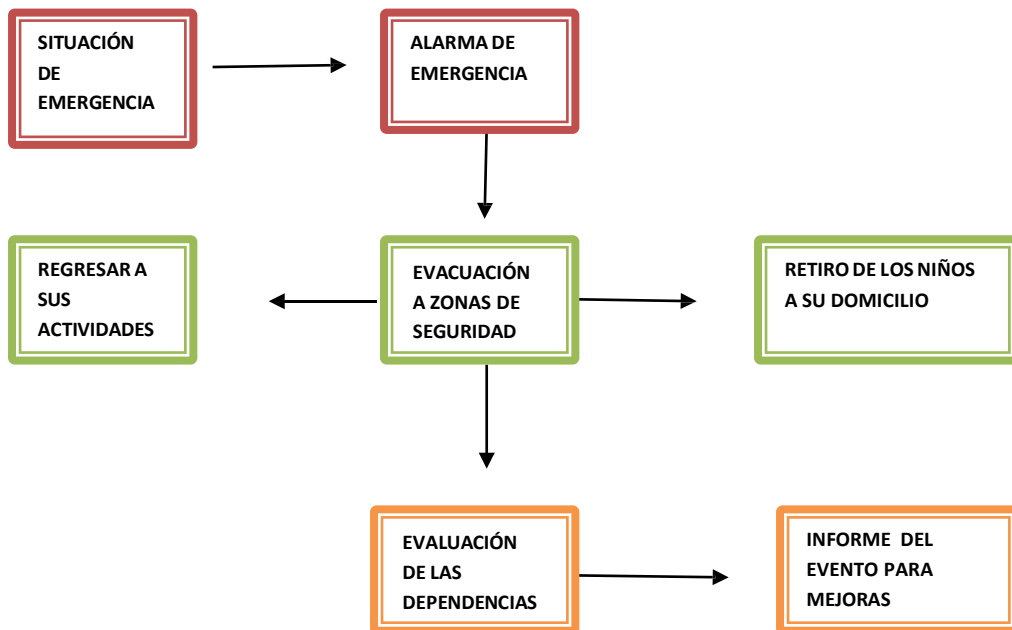 SITUACIÓN
DE
EMERGENCIA
ALARMA DE
EMERGENCIA
REGRESAR A
SUS
ACTIVIDADES
EVACUACIÓN
A ZONAS DE
SEGURIDAD
RETIRO DE LOS NIÑOS
A SU DOMICILIO
EVALUACIÓN
DE LAS
DEPENDENCIAS
INFORME DEL
EVENTO PARA
MEJORAS